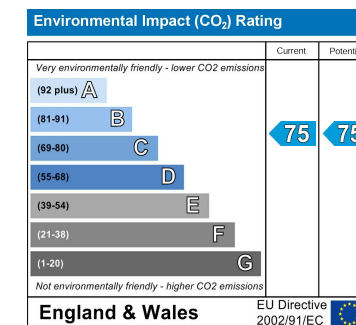 Environmental Impact (CO₂) Rating
Current Potenti
Very environmentally friendly - lower CO2 emissions
(92 plus) A
(81-91) B
(69-80) C
75 75
(55-68) D
(39-54) E
(21-38) F
(1-20) G
Not environmentally friendly - higher CO2 emissions
England & Wales
EU Directive
2002/91/EC